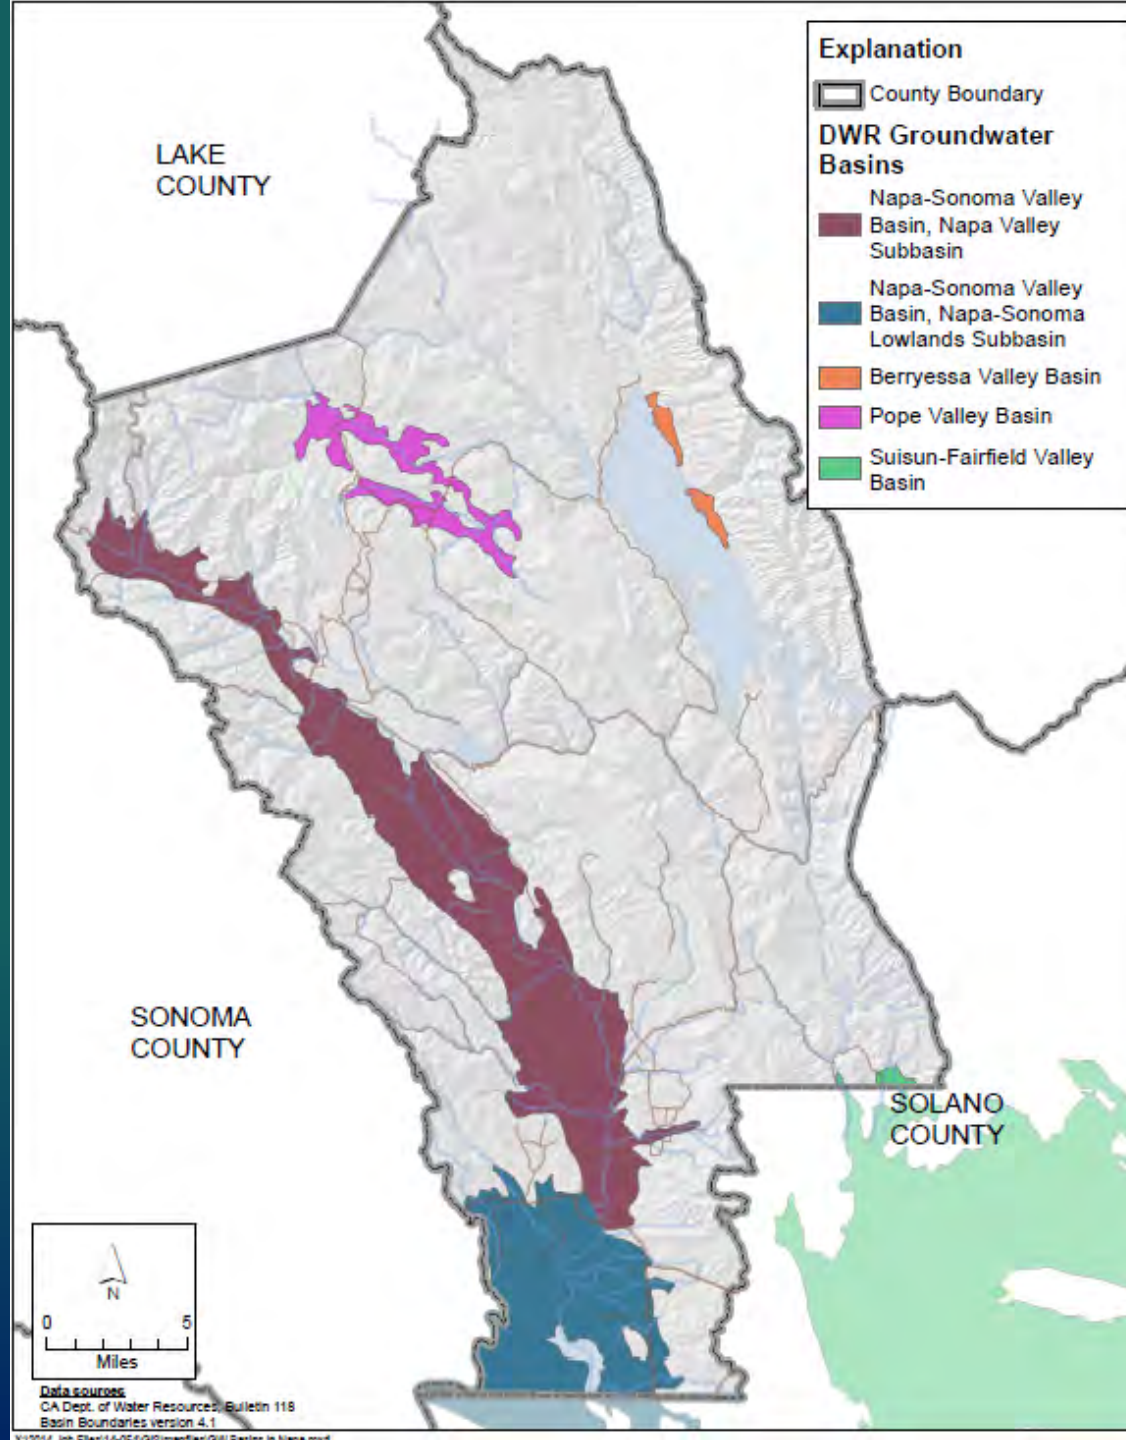 LAKE
COUNTY
Explanation
County Boundary
DWR Groundwater
Basins
Napa-Sonoma Valley
Basin, Napa Valley
Subbasin
Napa-Sonoma Valley
Basin, Napa-Sonoma
Lowlands Subbasin
Berryessa Valley Basin
Pope Valley Basin
Suisun-Fairfield Valley
Basin
SONOMA
COUNTY
SOLANO
COUNTY
N
0 5
Miles
Data sources
CA Dept. of Water Resources, Bulletin 118
Basin Boundaries version 4.1